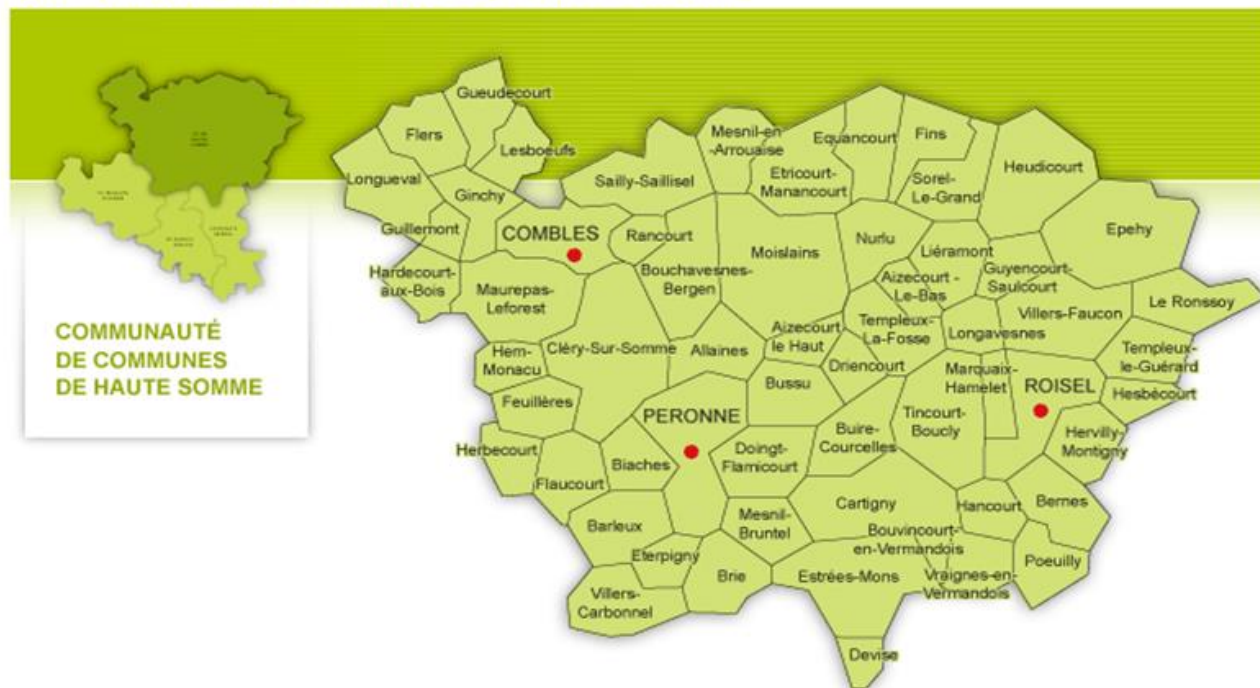 COMMUNAUTÉ
DE COMMUNES
DE HAUTE SOMME
Gueudecourt
Flers
Lesboeufs
Longueval
Ginchy
Guillemont
Hardecourt-
aux-Bois
COMBLES
Sailly-Saillisel
Rancourt
Mesnil-en
-Arrouaise
Etricourt-
Manancourt
Equancourt
Fins
Sorel-
Le-Grand
Heudicourt
Epehy
Maurepas-
Leforest
Bouchavesnes-
Bergen
Moislains
Nurlu
Liéramont
Aizecourt -
Le-Bas
Guyencourt-
Saulcourt
Le Ronssoy
Villers-Faucon
Hem-
Monacu
Cléry-Sur-Somme
Allaines
Aizecourt
le Haut
Templeux-
La-Fosse
Longavesnes
Templeux-
le-Guérard
Driencourt
Marquaix-
Hamelet
ROISEL
Hesbécourt
Feuillères
Bussu
PERONNE
Herbecourt
Flaucourt
Biaches
Doingt-
Flamicourt
Buire-
Courcelles
Tincourt-
Boucly
Hervilly-
Montigny
Barleux
Mesnil-
Bruntel
Cartigny
Hancourt
Bernes
Bouvincourt-
en-Vermandois
Poeuilly
Eterpigny
Brie
Estrées-Mons
Vraignes-en-
Vermandois
Villers-
Carbonnel
Devise